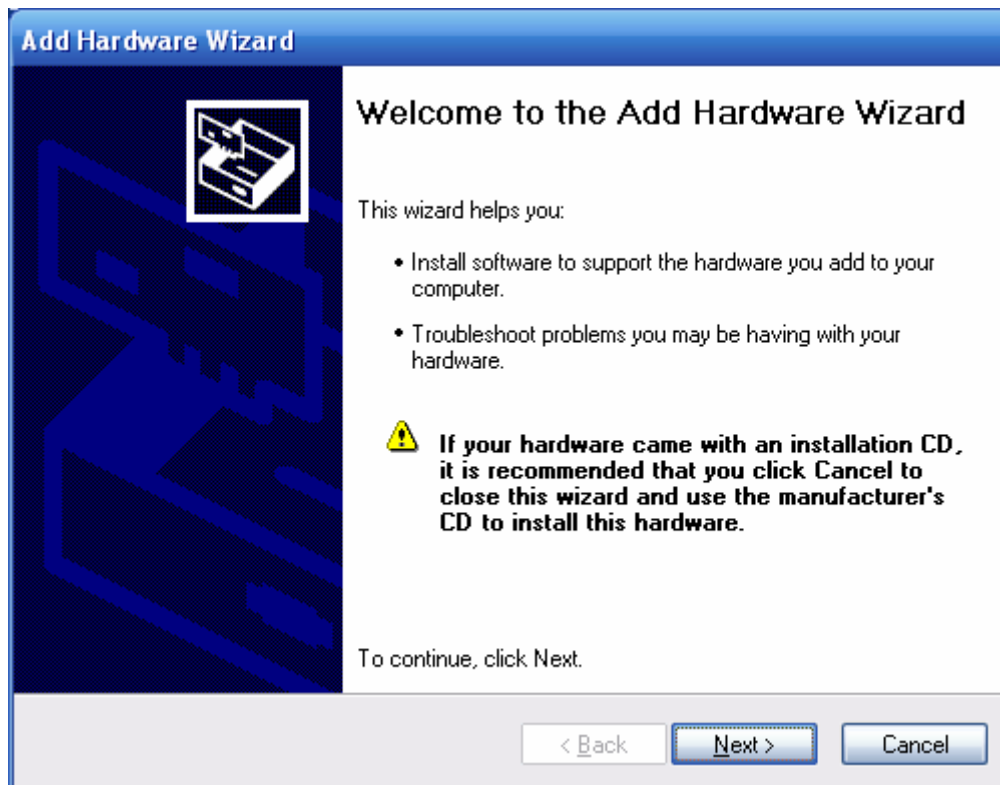 Add Hardware Wizard
Welcome to the Add Hardware Wizard
This wizard helps you:
• Install software to support the hardware you add to your
computer.
• Troubleshoot problems you may be having with your
hardware.
If your hardware came with an installation CD,
it is recommended that you click Cancel to
close this wizard and use the manufacturer's
CD to install this hardware.
To continue, click Next.
< Back Next > Cancel